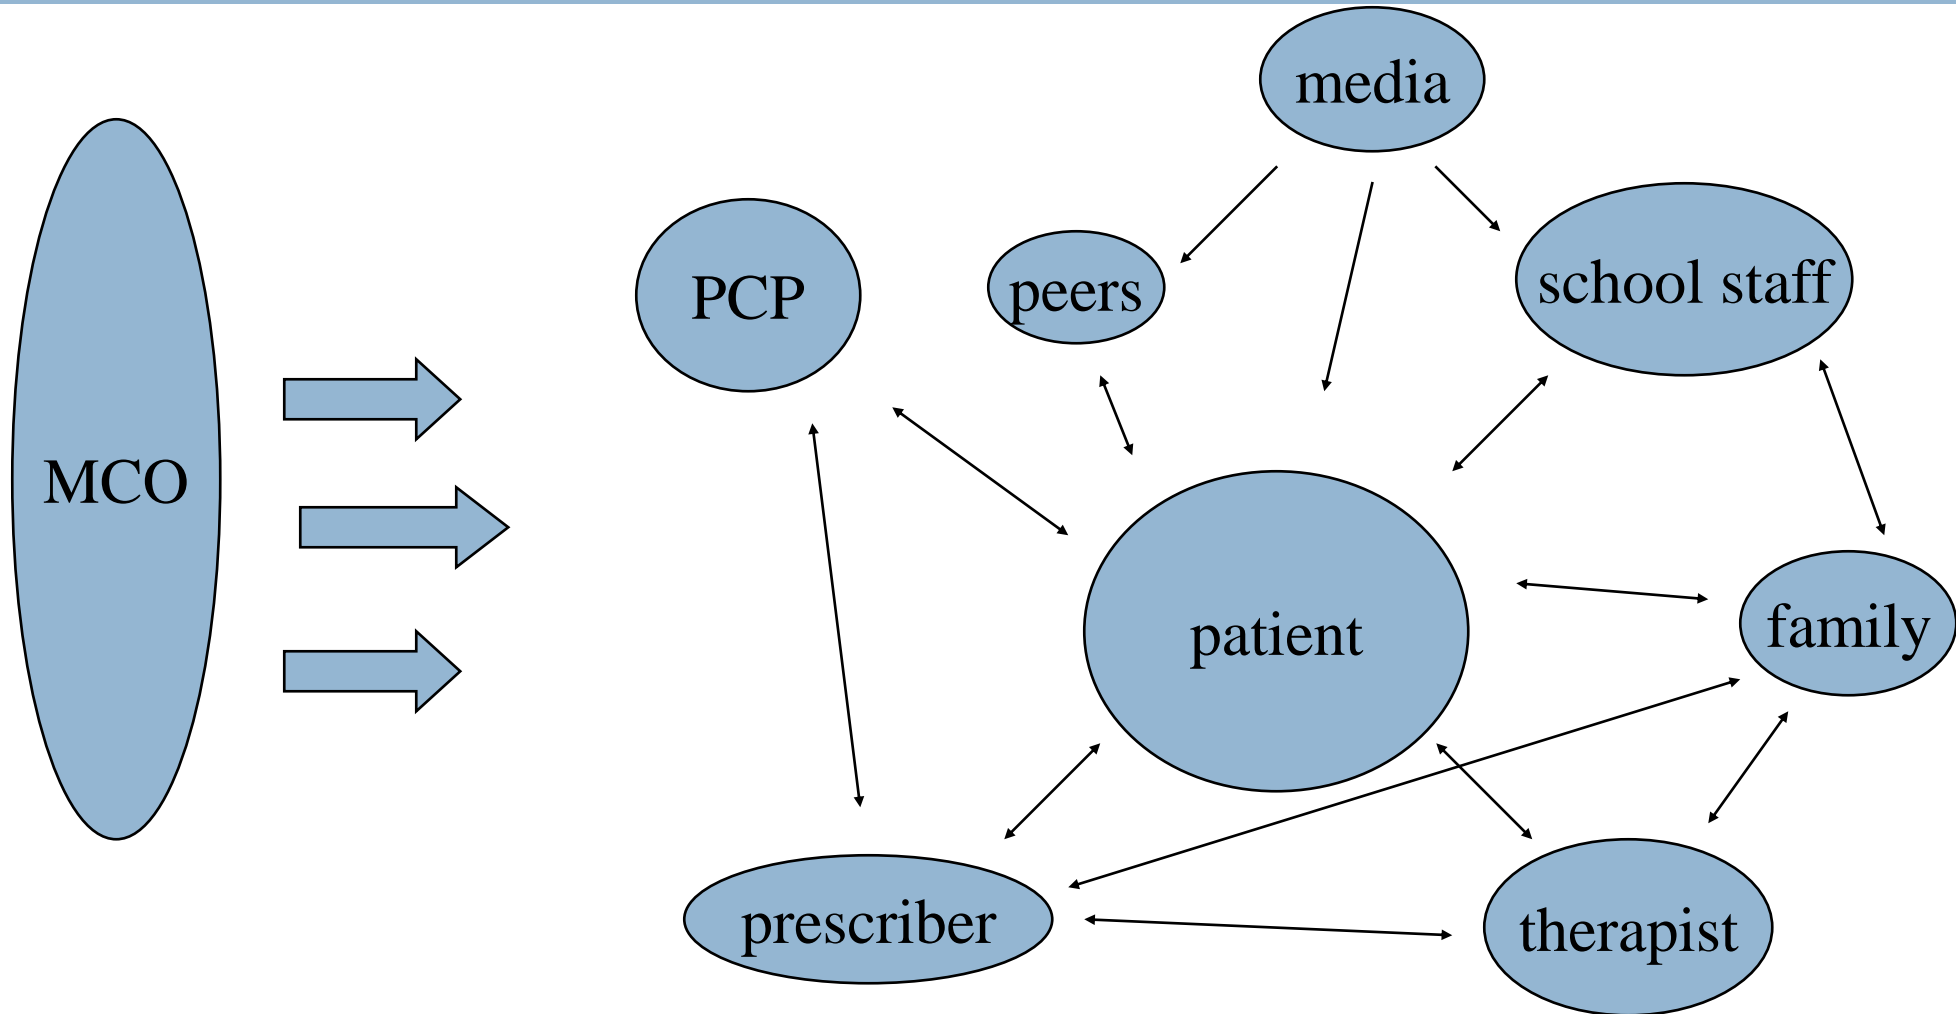 media
PCP
peers
school staff
MCO
patient
family
prescriber
therapist